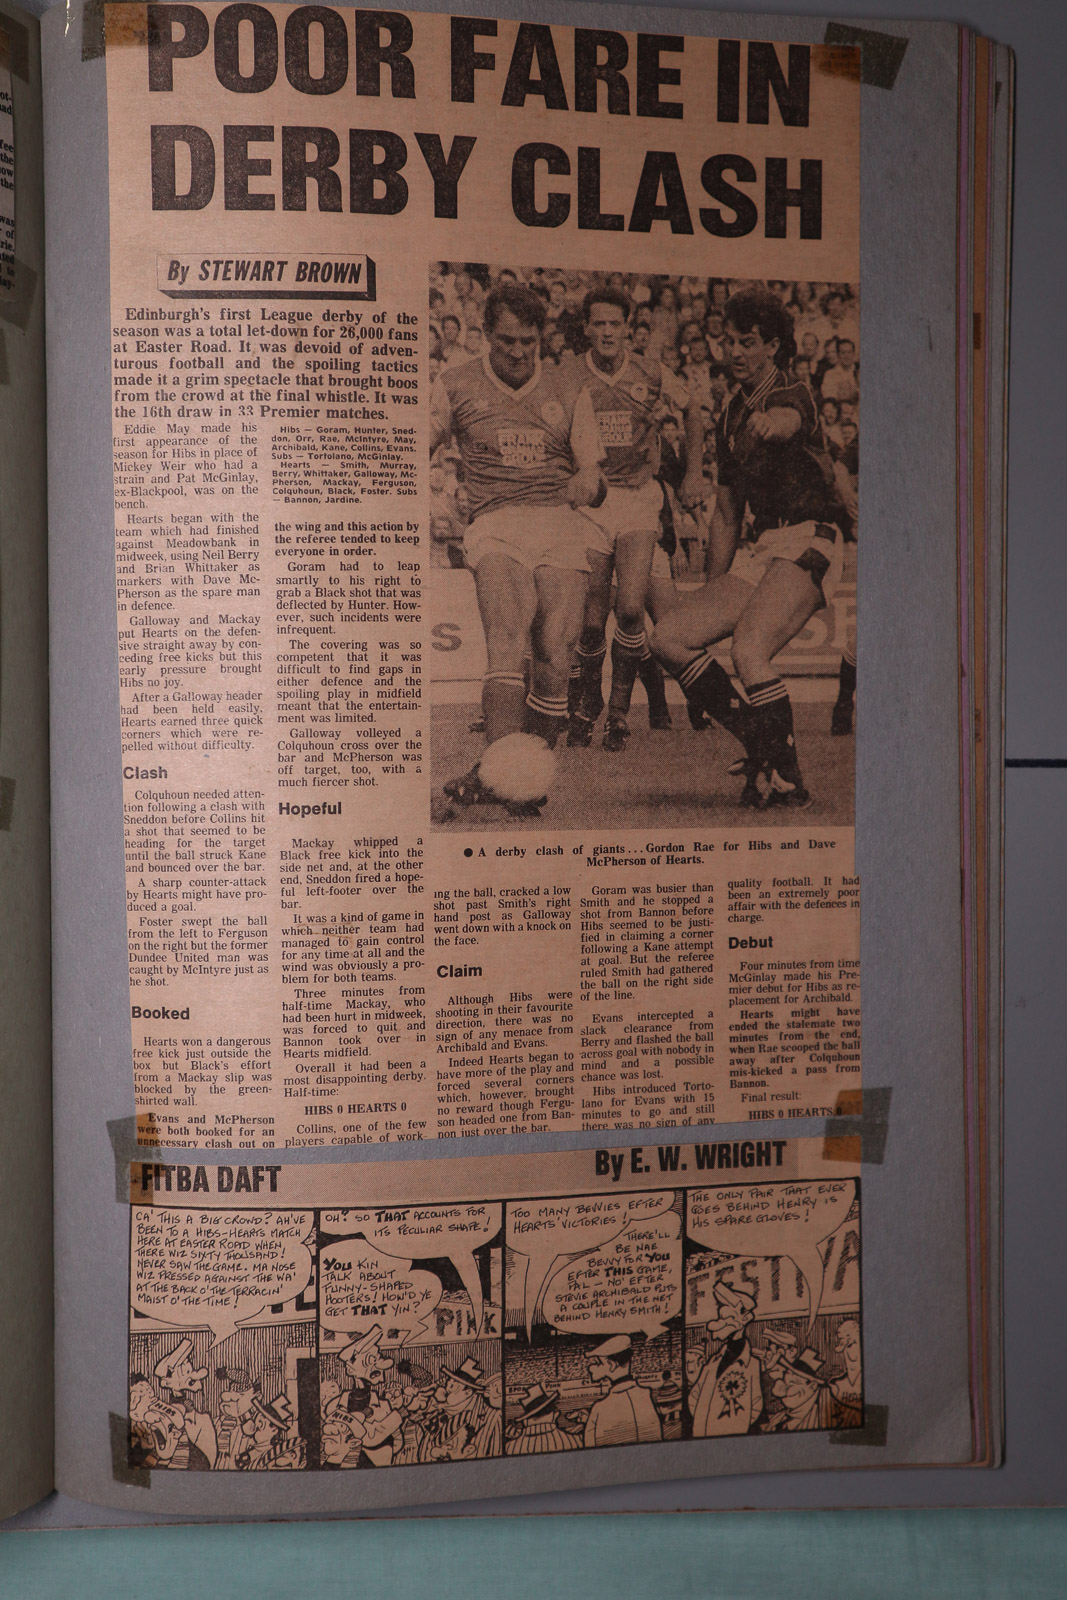 POOR FARE IN
DERBY CLASH
By STEWART BROWN
Edinburgh's first League derby of the
season was a total let-down for 26,000 fans
at Easter Road. It was devoid of adven-
turous football and the spoiling tactics
made it a grim spectacle that brought boos
from the crowd at the final whistle. It was
the 16th draw in 33 Premier matches.
Eddie May made his
first appearance of the
season for Hibs in place of
Mickey Weir who had a
strain and Pat McGinlay,
ex-Blackpool, was on the
bench.
Hearts began with the
team which had finished
against Meadowbank in
midweek, using Neil Berry
and Brian Whittaker as
markers with Dave Mc-
Pherson as the spare man
in defence.
Galloway and Mackay
put Hearts on the defen-
sive straight away by con-
ceding free kicks but this
early pressure brought
Hibs no joy.
After a Galloway header
had been held easily,
Hearts earned three quick
corners which were re-
pelled without difficulty.
Clash
Colquhoun needed atten-
tion following a clash with
Sneddon before Collins hit
a shot that seemed to be
heading for the target
until the ball struck Kane
and bounced over the bar.
A sharp counter-attack
by Hearts might have pro-
duced a goal.
Foster swept the ball
from the left to Ferguson
on the right but the former
Dundee United man was
caught by McIntyre just as
he shot.
Booked
Hearts won a dangerous
free kick just outside the
box but Black's effort
from a Mackay slip was
blocked by the green-
shirted wall.
Evans and McPherson
were both booked for an
unnecessary clash out on
Hibs — Goram, Hunter, Sned-
don, Orr, Rae, McIntyre, May,
Archibald, Kane, Collins, Evans.
Subs — Tortolano, McGinlay.
Hearts — Smith, Murray,
Berry, Whittaker, Galloway, Mc-
Pherson, Mackay, Ferguson,
Colquhoun, Black, Foster. Subs
— Bannon, Jardine.
the wing and this action by
the referee tended to keep
everyone in order.
Goram had to leap
smartly to his right to
grab a Black shot that was
deflected by Hunter. How-
ever, such incidents were
infrequent.
The covering was so
competent that it was
difficult to find gaps in
either defence and the
spoiling play in midfield
meant that the entertain-
ment was limited.
Galloway volleyed a
Colquhoun cross over the
bar and McPherson was
off target, too, with a
much fiercer shot.
Hopeful
Mackay whipped a
Black free kick into the
side net and, at the other
end, Sneddon fired a hope-
ful left-footer over the
bar.
It was a kind of game in
which neither team had
managed to gain control
for any time at all and the
wind was obviously a pro-
blem for both teams.
Three minutes from
half-time Mackay, who
had been hurt in midweek,
was forced to quit and
Bannon took over in
Hearts midfield.
Overall it had been a
most disappointing derby.
Half-time:
HIBS 0 HEARTS 0
Collins, one of the few
players capable of work-
FRANK
GROUP
● A derby clash of giants . . . Gordon Rae for Hibs and Dave
McPherson of Hearts.
ing the ball, cracked a low
shot past Smith's right
hand post as Galloway
went down with a knock on
the face.
Claim
Although Hibs were
shooting in their favourite
direction, there was no
sign of any menace from
Archibald and Evans.
Indeed Hearts began to
have more of the play and
forced several corners
which, however, brought
no reward though Fergu-
son headed one from Ban-
non just over the bar.
Goram was busier than
Smith and he stopped a
shot from Bannon before
Hibs seemed to be justi-
fied in claiming a corner
following a Kane attempt
at goal. But the referee
ruled Smith had gathered
the ball on the right side
of the line.
Evans intercepted a
slack clearance from
Berry and flashed the ball
across goal with nobody in
mind and a possible
chance was lost.
Hibs introduced Torto-
lano for Evans with 15
minutes to go and still
there was no sign of any
quality football. It had
been an extremely poor
affair with the defences in
charge.
Debut
Four minutes from time
McGinlay made his Pre-
mier debut for Hibs as re-
placement for Archibald.
Hearts might have
ended the stalemate two
minutes from the end,
when Rae scooped the ball
away after Colquhoun
mis-kicked a pass from
Bannon.
Final result:
HIBS 0 HEARTS 0
FITBA DAFT
By E. W. WRIGHT
CA' THIS A BIG CROWD? AH'VE
BEEN TO A HIBS-HEARTS MATCH
HERE AT EASTER ROAD WHEN
THERE WIZ SIXTY THOUSAND!
NEVER SAW THE GAME. MA NOSE
WIZ PRESSED AGAINST THE WA'
AT THE BACK O' THE TERRACIN'
MAIST O' THE TIME!
HIBS
OH? SO THAT ACCOUNTS FOR
ITS PECULIAR SHAPE!
YOU KIN
TALK ABOUT
FUNNY-SHAPED
HOOTERS! HOW'D YE
GET THAT YIN?
PINK
HIBS
TOO MANY BEVVIES EFTER
HEARTS' VICTORIES!
THERE'LL
BE NAE
BEVVY FOR YOU
EFTER THIS GAME,
PAL — NO' EFTER
STEVIE ARCHIBALD PUTS
A COUPLE IN THE NET
BEHIND HENRY SMITH!
THE ONLY PAIR THAT EVER
GOES BEHIND HENRY IS
HIS SPARE GLOVES!
FESTIVA